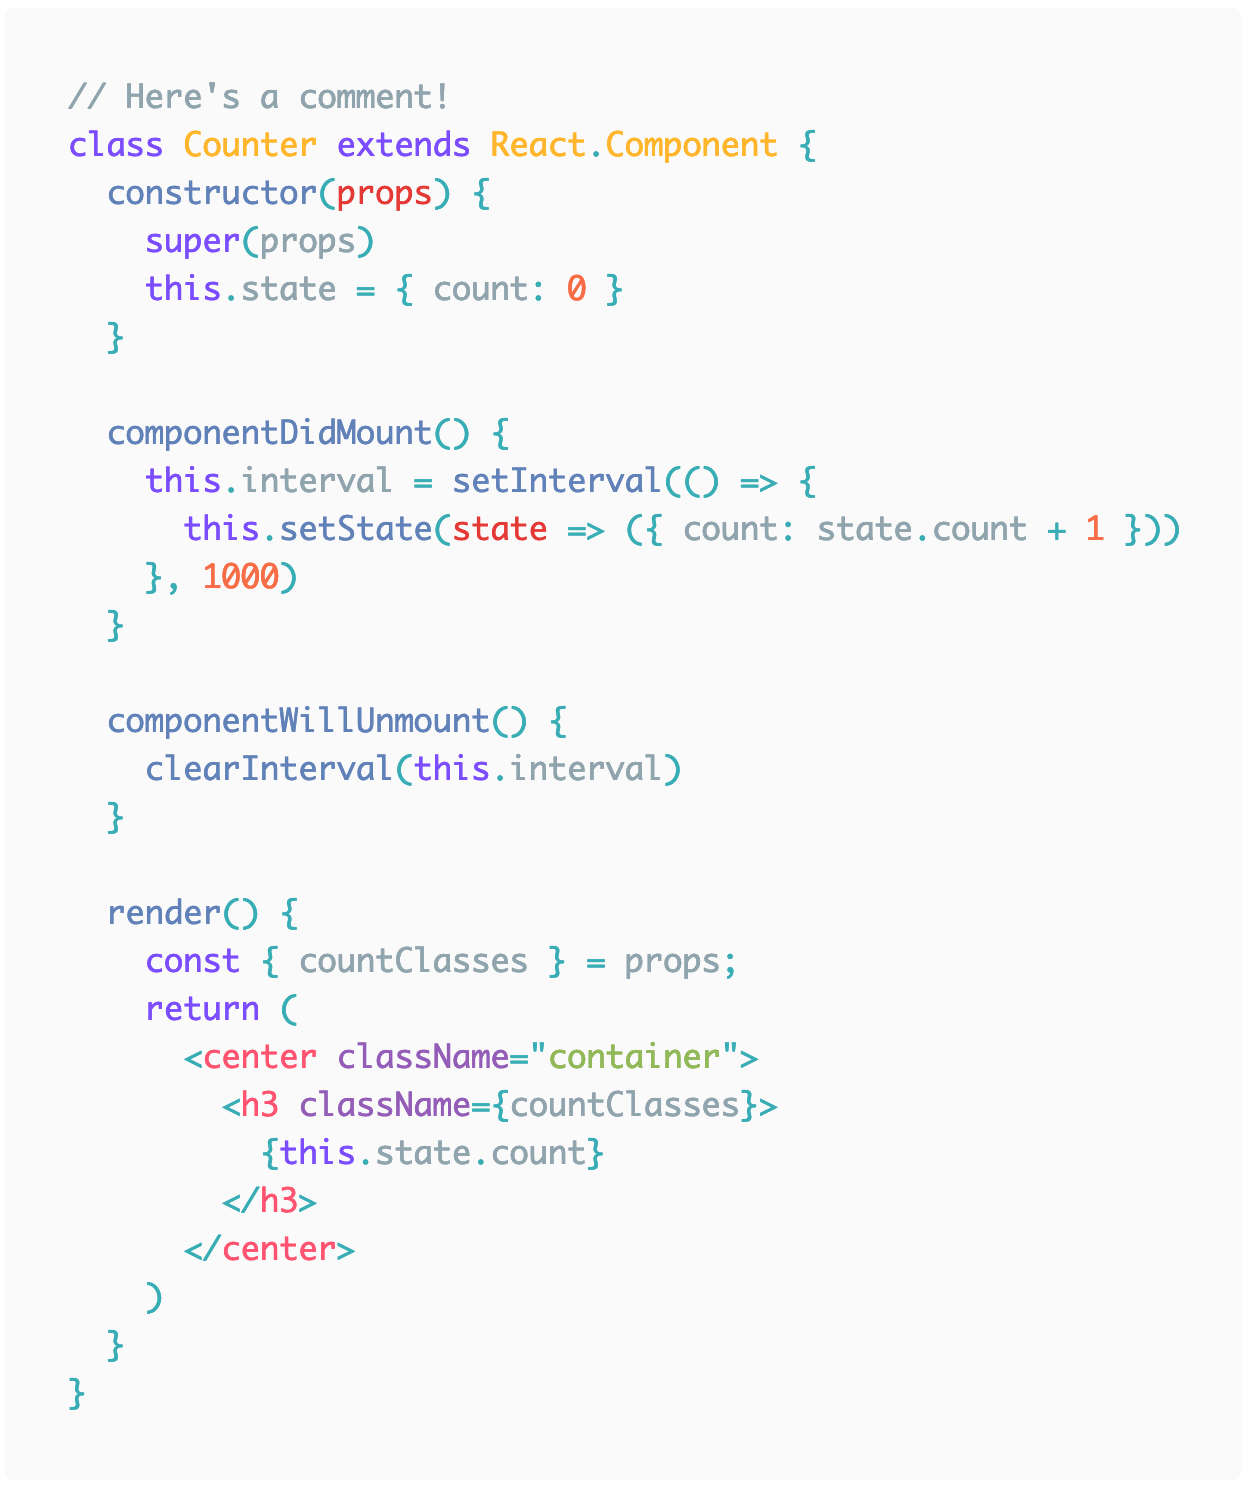 // Here's a comment!
class Counter extends React.Component {
  constructor(props) {
    super(props)
    this.state = { count: 0 }
  }

  componentDidMount() {
    this.interval = setInterval(() => {
      this.setState(state => ({ count: state.count + 1 }))
    }, 1000)
  }

  componentWillUnmount() {
    clearInterval(this.interval)
  }

  render() {
    const { countClasses } = props;
    return (
      <center className="container">
        <h3 className={countClasses}>
          {this.state.count}
        </h3>
      </center>
    )
  }
}